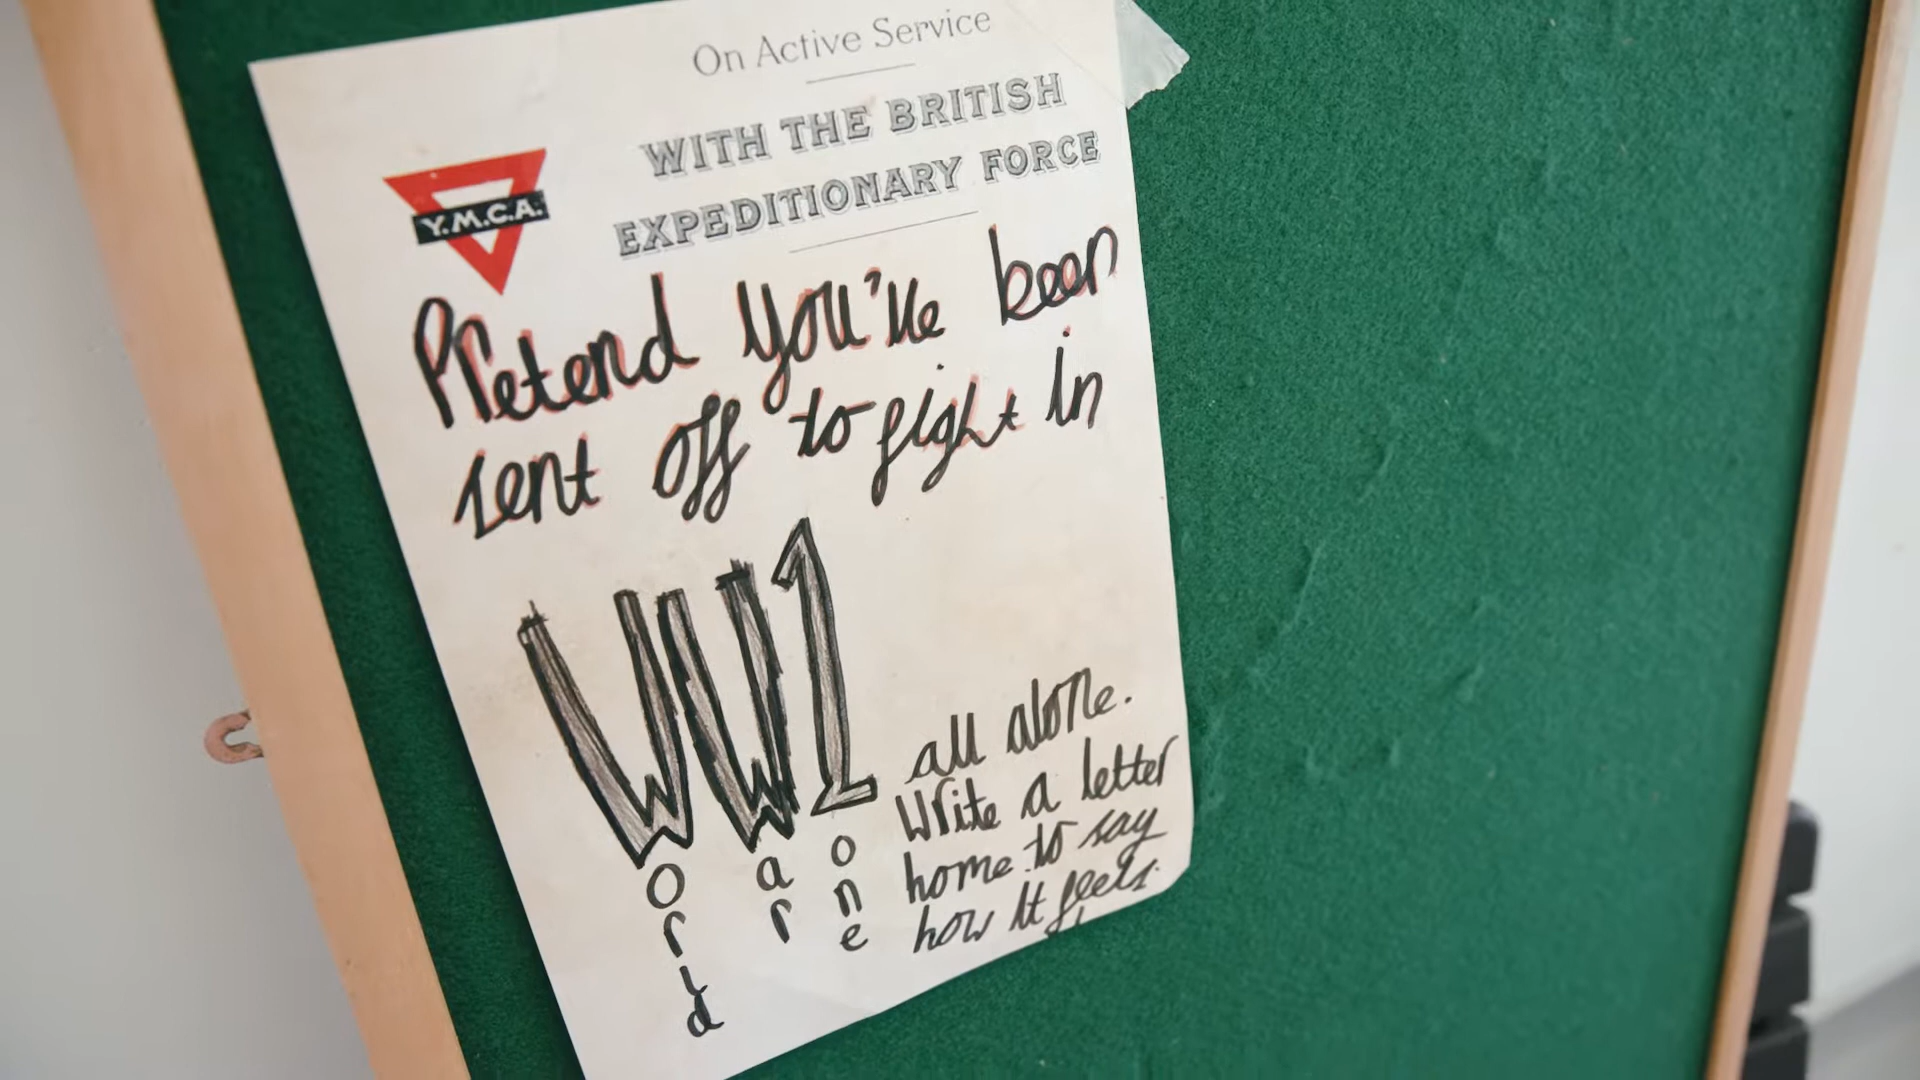 On Active Service
WITH THE BRITISH
EXPEDITIONARY FORCE
Y.M.C.A.
Pretend you've been
sent off to fight in
WW1
orld
ar
one
all alone.
Write a letter
home to say
how it feels.